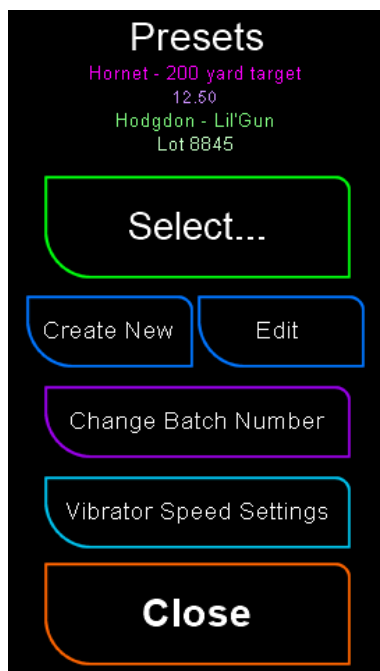 Presets
Hornet - 200 yard target
12.50
Hodgdon - Lil'Gun
Lot 8845
Select...
Create New
Edit
Change Batch Number
Vibrator Speed Settings
Close